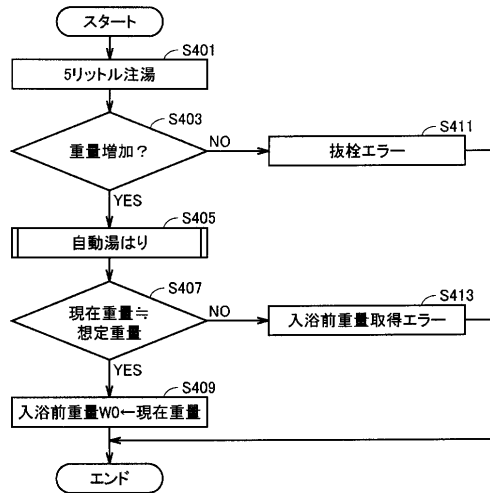 スタート
S401
5リットル注湯
S403
重量増加？
NO
S411
抜栓エラー
YES
S405
自動湯はり
S407
現在重量≒
想定重量
NO
S413
入浴前重量取得エラー
YES
S409
入浴前重量W0←現在重量
エンド